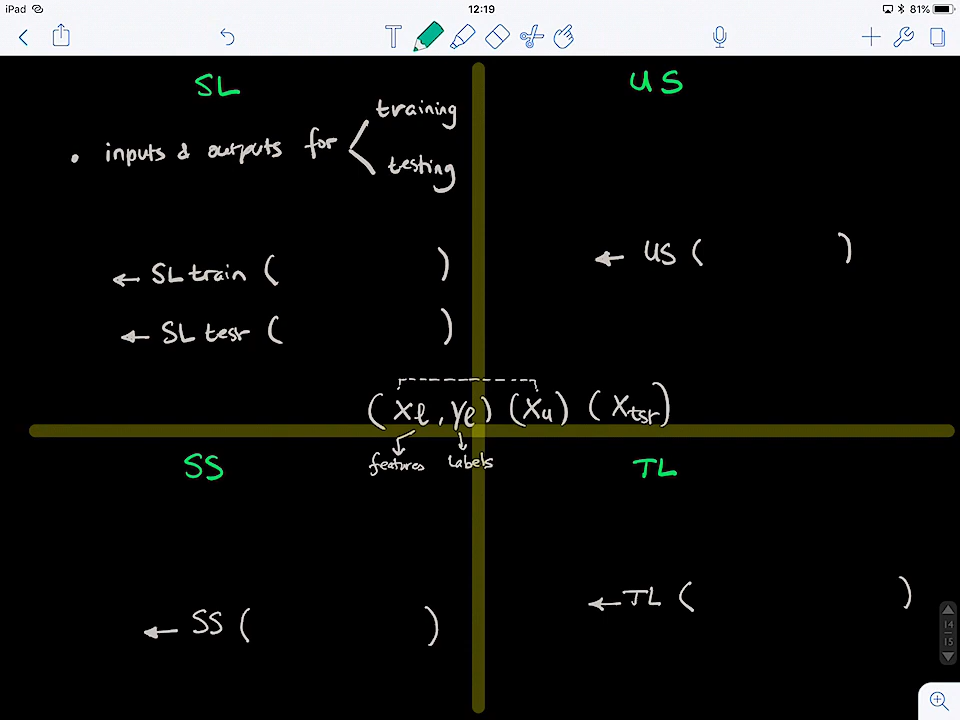 iPad
12:19
81%
T
SL
US
training
• inputs & outputs for
testing
← SL train ( )
← US ( )
← SL tesr ( )
(Xl, Yl) (Xu) (Xtsr)
features labels
SS
TL
← SS ( )
← TL ( )
14
15